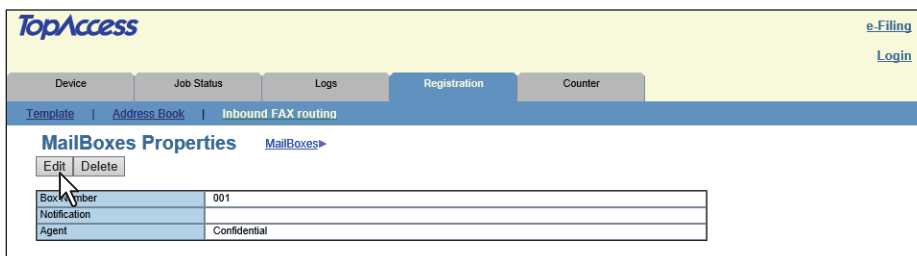 TopAccess
e-Filing
Login
Device Job Status Logs Registration Counter
Template | Address Book | Inbound FAX routing
MailBoxes Properties MailBoxes
Edit Delete
Box Number 001
Notification
Agent Confidential